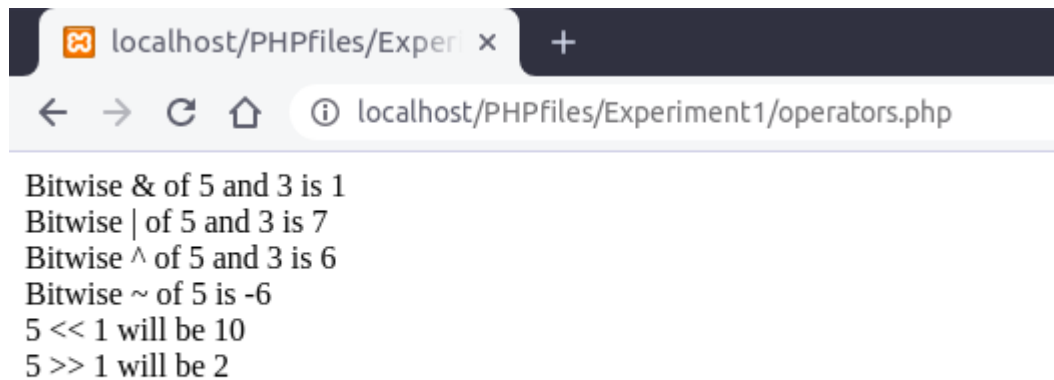 localhost/PHPfiles/Experi
localhost/PHPfiles/Experiment1/operators.php
Bitwise & of 5 and 3 is 1
Bitwise | of 5 and 3 is 7
Bitwise ^ of 5 and 3 is 6
Bitwise ~ of 5 is -6
5 << 1 will be 10
5 >> 1 will be 2